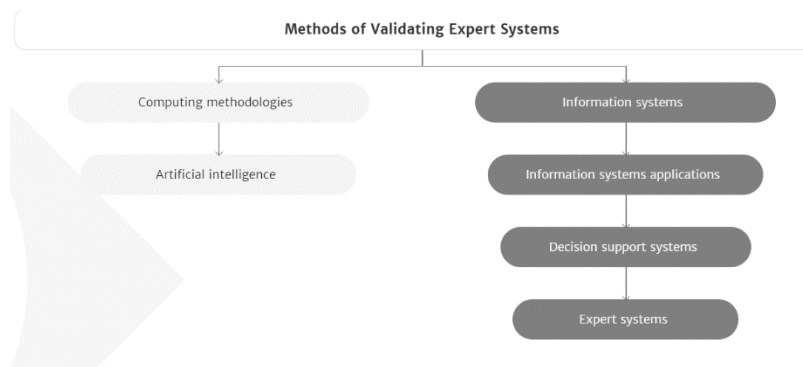 Methods of Validating Expert Systems
Computing methodologies
Information systems
Artificial intelligence
Information systems applications
Decision support systems
Expert systems